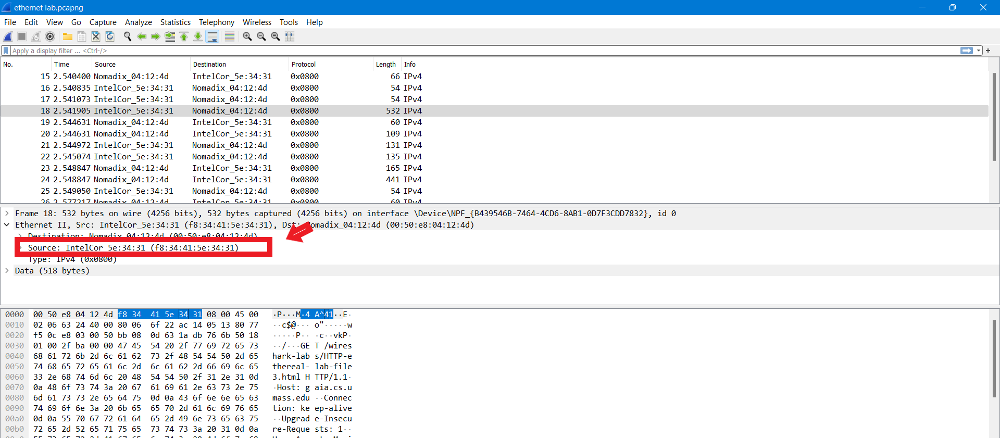 ethernet lab.pcapng
File Edit View Go Capture Analyze Statistics Telephony Wireless Tools Help
Apply a display filter ... <Ctrl-/>
No. Time Source Destination Protocol Length Info
15 2.540400 Nomadix_04:12:4d IntelCor_5e:34:31 0x0800 66 IPv4
16 2.540835 IntelCor_5e:34:31 Nomadix_04:12:4d 0x0800 54 IPv4
17 2.541073 IntelCor_5e:34:31 Nomadix_04:12:4d 0x0800 54 IPv4
18 2.541905 IntelCor_5e:34:31 Nomadix_04:12:4d 0x0800 532 IPv4
19 2.544631 Nomadix_04:12:4d IntelCor_5e:34:31 0x0800 60 IPv4
20 2.544631 Nomadix_04:12:4d IntelCor_5e:34:31 0x0800 109 IPv4
21 2.544972 IntelCor_5e:34:31 Nomadix_04:12:4d 0x0800 131 IPv4
22 2.545074 IntelCor_5e:34:31 Nomadix_04:12:4d 0x0800 135 IPv4
23 2.548847 Nomadix_04:12:4d IntelCor_5e:34:31 0x0800 165 IPv4
24 2.548847 Nomadix_04:12:4d IntelCor_5e:34:31 0x0800 441 IPv4
25 2.549050 IntelCor_5e:34:31 Nomadix_04:12:4d 0x0800 54 IPv4
26 2.577217 Nomadix_04:12:4d IntelCor_5e:34:31 0x0800 60 IPv4
Frame 18: 532 bytes on wire (4256 bits), 532 bytes captured (4256 bits) on interface \Device\NPF_{B439546B-7464-4CD6-8AB1-0D7F3CDD7832}, id 0
Ethernet II, Src: IntelCor_5e:34:31 (f8:34:41:5e:34:31), Dst: Nomadix_04:12:4d (00:50:e8:04:12:4d)
Destination: Nomadix_04:12:4d (00:50:e8:04:12:4d)
Source: IntelCor_5e:34:31 (f8:34:41:5e:34:31)
Type: IPv4 (0x0800)
Data (518 bytes)
0000 00 50 e8 04 12 4d f8 34 41 5e 34 31 08 00 45 00 ·P···M·4 A^41··E·
0010 02 06 63 24 40 00 80 06 6f 22 ac 14 05 13 80 77 ··c$@··· o"·····w
0020 f5 0c e8 03 00 50 bb 08 0d 63 1a db 76 6b 50 18 ·····P·· ·c··vkP·
0030 01 00 2f ba 00 00 47 45 54 20 2f 77 69 72 65 73 ··/···GE T /wires
0040 68 61 72 6b 2d 6c 61 62 73 2f 48 54 54 50 2d 65 hark-lab s/HTTP-e
0050 74 68 65 72 65 61 6c 2d 6c 61 62 2d 66 69 6c 65 thereal- lab-file
0060 33 2e 68 74 6d 6c 20 48 54 54 50 2f 31 2e 31 0d 3.html H TTP/1.1·
0070 0a 48 6f 73 74 3a 20 67 61 69 61 2e 63 73 2e 75 ·Host: g aia.cs.u
0080 6d 61 73 73 2e 65 64 75 0d 0a 43 6f 6e 6e 65 63 mass.edu ··Connec
0090 74 69 6f 6e 3a 20 6b 65 65 70 2d 61 6c 69 76 65 tion: ke ep-alive
00a0 0d 0a 55 70 67 72 61 64 65 2d 49 6e 73 65 63 75 ··Upgrad e-Insecu
00b0 72 65 2d 52 65 71 75 65 73 74 73 3a 20 31 0d 0a re-Reque sts: 1··